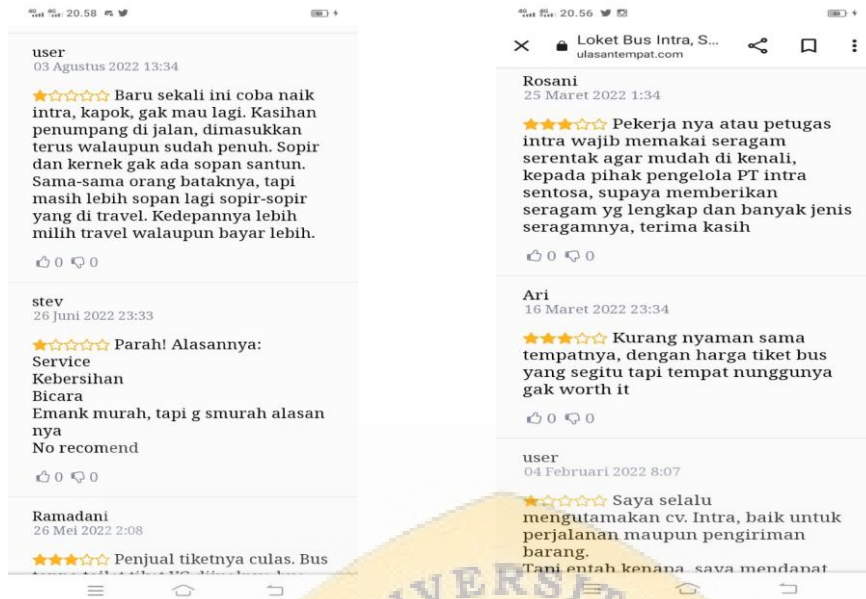 20.58
user
03 Agustus 2022 13:34
Baru sekali ini coba naik
intra, kapok, gak mau lagi. Kasihan
penumpang di jalan, dimasukkan
terus walaupun sudah penuh. Sopir
dan kernek gak ada sopan santun.
Sama-sama orang bataknya, tapi
masih lebih sopan lagi sopir-sopir
yang di travel. Kedepannya lebih
milih travel walaupun bayar lebih.
0 0
stev
26 Juni 2022 23:33
Parah! Alasannya:
Service
Kebersihan
Bicara
Emank murah, tapi g smurah alasan
nya
No recomend
0 0
Ramadani
26 Mei 2022 2:08
Penjual tiketnya culas. Bus
20.56
Loket Bus Intra, S...
ulasantempat.com
Rosani
25 Maret 2022 1:34
Pekerja nya atau petugas
intra wajib memakai seragam
serentak agar mudah di kenali,
kepada pihak pengelola PT intra
sentosa, supaya memberikan
seragam yg lengkap dan banyak jenis
seragamnya, terima kasih
0 0
Ari
16 Maret 2022 23:34
Kurang nyaman sama
tempatnya, dengan harga tiket bus
yang segitu tapi tempat nunggunya
gak worth it
0 0
user
04 Februari 2022 8:07
Saya selalu
mengutamakan cv. Intra, baik untuk
perjalanan maupun pengiriman
barang.
Tapi entah kenapa, saya mendapat